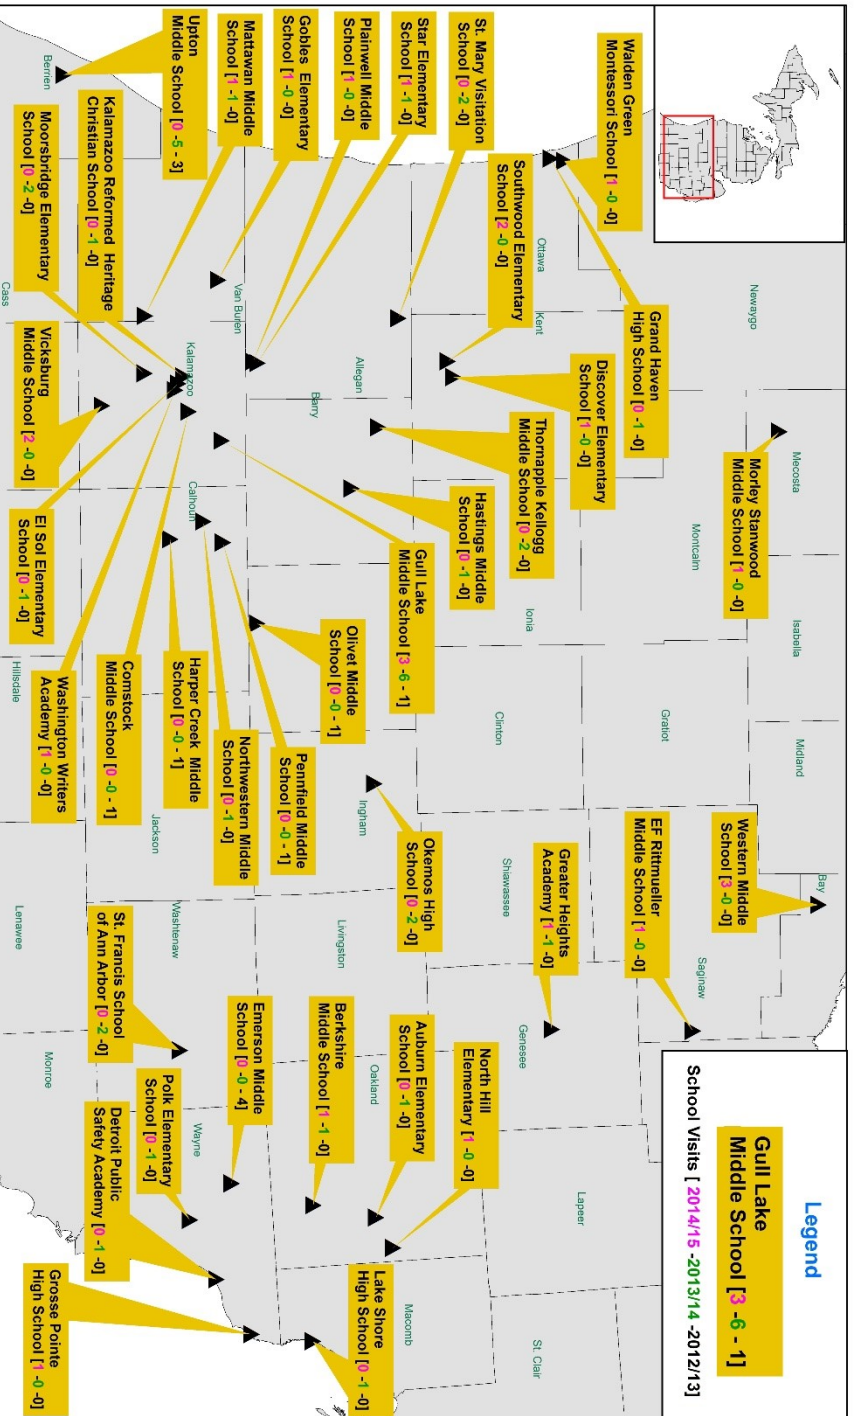 Legend
Gull Lake
Middle School [3 -6 - 1]
School Visits [ 2014/15 -2013/14 -2012/13]
Walden Green
Montessori School [1 -0 -0]
Grand Haven
High School [0 -1 -0]
Morley Stanwood
Middle School [1 -0 -0]
Western Middle
School [3 -0 -0]
EF Rittmueller
Middle School [1 -0 -0]
St. Mary Visitation
School [0 -2 -0]
Southwood Elementary
School [2 -0 -0]
Discover Elementary
School [1 -0 -0]
Star Elementary
School [1 -1 -0]
Thornapple Kellogg
Middle School [0 -2 -0]
Greater Heights
Academy [1 -1 -0]
Plainwell Middle
School [1 -0 -0]
Hastings Middle
School [0 -1 -0]
North Hill
Elementary [1 -0 -0]
Gobles Elementary
School [1 -0 -0]
Gull Lake
Middle School [3 -6 - 1]
Okemos High
School [0 -2 -0]
Auburn Elementary
School [0 -1 -0]
Mattawan Middle
School [1 -1 -0]
Olivet Middle
School [0 -0 - 1]
Berkshire
Middle School [1 -1 -0]
Lake Shore
High School [0 -1 -0]
Upton
Middle School [0 -5 - 3]
Pennfield Middle
School [0 -0 - 1]
Northwestern Middle
School [0 -1 -0]
Emerson Middle
School [0 -0 - 4]
Kalamazoo Reformed Heritage
Christian School [0 -1 -0]
Harper Creek Middle
School [0 -0 - 1]
Polk Elementary
School [0 -1 -0]
Moorsbridge Elementary
School [0 -2 -0]
Comstock
Middle School [0 -0 - 1]
St. Francis School
of Ann Arbor [0 -2 -0]
Detroit Public
Safety Academy [0 -1 -0]
Vicksburg
Middle School [2 -0 -0]
El Sol Elementary
School [0 -1 -0]
Washington Writers
Academy [1 -0 -0]
Grosse Pointe
High School [1 -0 -0]
Newaygo
Mecosta
Isabella
Midland
Bay
Montcalm
Gratiot
Saginaw
Ottawa
Kent
Ionia
Clinton
Shiawassee
Genesee
Lapeer
St. Clair
Allegan
Barry
Ingham
Livingston
Oakland
Macomb
Van Buren
Kalamazoo
Calhoun
Jackson
Washtenaw
Wayne
Berrien
Cass
Hillsdale
Lenawee
Monroe